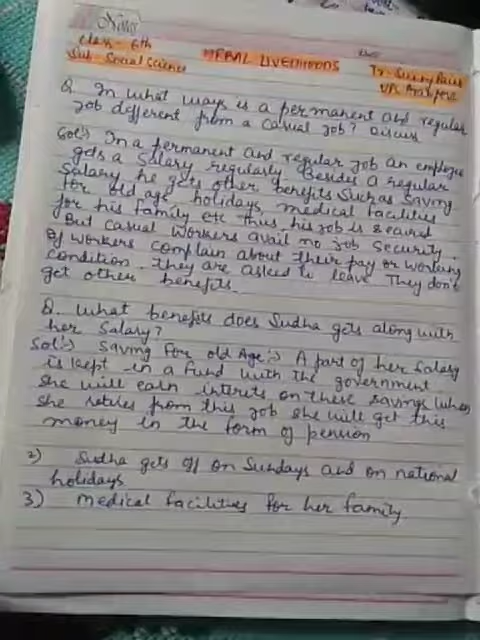 Notes
Class - 6th
Sub - Social Science
URBAL LIVELIHOODS
Tr - Sunny
UPS
Q. In what ways is a permanent and regular
job different from a casual job? Discuss
Sol:) In a permanent and regular job an employee
gets a salary regularly. Besides a regular
salary he gets other benefits such as saving
for old age, holidays, medical facilities
for his family etc thus his job is secured
But casual workers avail no job security.
If workers complain about their pay or working
condition. they are asked to leave They don't
get other benefits.
Q. What benefits does Sudha gets along with
her salary?
Sol:) Saving For old Age:) A part of her salary
is kept in a fund with the government
She will earn interets on these savings when
she retires from this job she will get this
money in the form of pension
2) Sudha gets off on Sundays and on national
holidays
3) medical facilities for her family